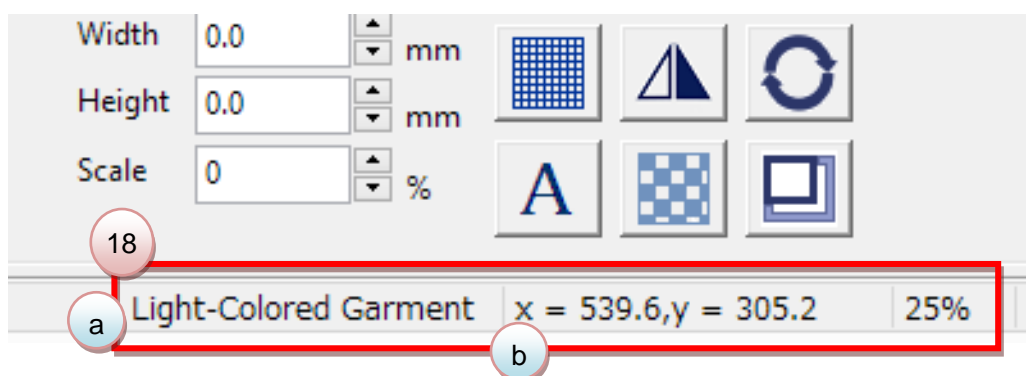 Width 0.0 mm
Height 0.0 mm
Scale 0 %
A
18
a Light-Colored Garment x = 539.6,y = 305.2 25%
b